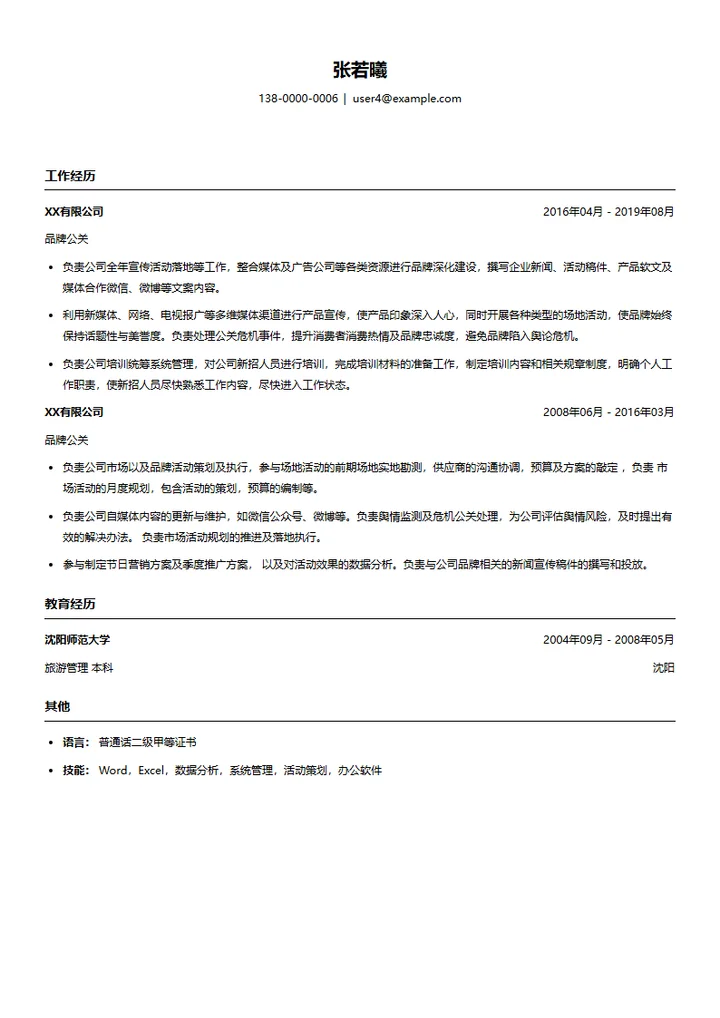 张若曦
138-0000-0006 | user4@example.com
工作经历
XX有限公司 2016年04月 - 2019年08月
品牌公关
• 负责公司全年宣传活动落地等工作，整合媒体及广告公司等各类资源进行品牌深化建设，撰写企业新闻、活动稿件、产品软文及
媒体合作微信、微博等文案内容。
• 利用新媒体、网络、电视报广等多维媒体渠道进行产品宣传，使产品印象深入人心，同时开展各种类型的场地活动，使品牌始终
保持话题性与美誉度。负责处理公关危机事件，提升消费者消费热情及品牌忠诚度，避免品牌陷入舆论危机。
• 负责公司培训统筹系统管理，对公司新招人员进行培训，完成培训材料的准备工作，制定培训内容和相关规章制度，明确个人工
作职责，使新招人员尽快熟悉工作内容，尽快进入工作状态。
XX有限公司 2008年06月 - 2016年03月
品牌公关
• 负责公司市场以及品牌活动策划及执行，参与场地活动的前期场地实地勘测，供应商的沟通协调，预算及方案的敲定 ，负责 市
场活动的月度规划，包含活动的策划，预算的编制等。
• 负责公司自媒体内容的更新与维护，如微信公众号、微博等。负责舆情监测及危机公关处理，为公司评估舆情风险，及时提出有
效的解决办法。 负责市场活动规划的推进及落地执行。
• 参与制定节日营销方案及季度推广方案， 以及对活动效果的数据分析。负责与公司品牌相关的新闻宣传稿件的撰写和投放。
教育经历
沈阳师范大学 2004年09月 - 2008年05月
旅游管理 本科 沈阳
其他
• 语言： 普通话二级甲等证书
• 技能： Word，Excel，数据分析，系统管理，活动策划，办公软件